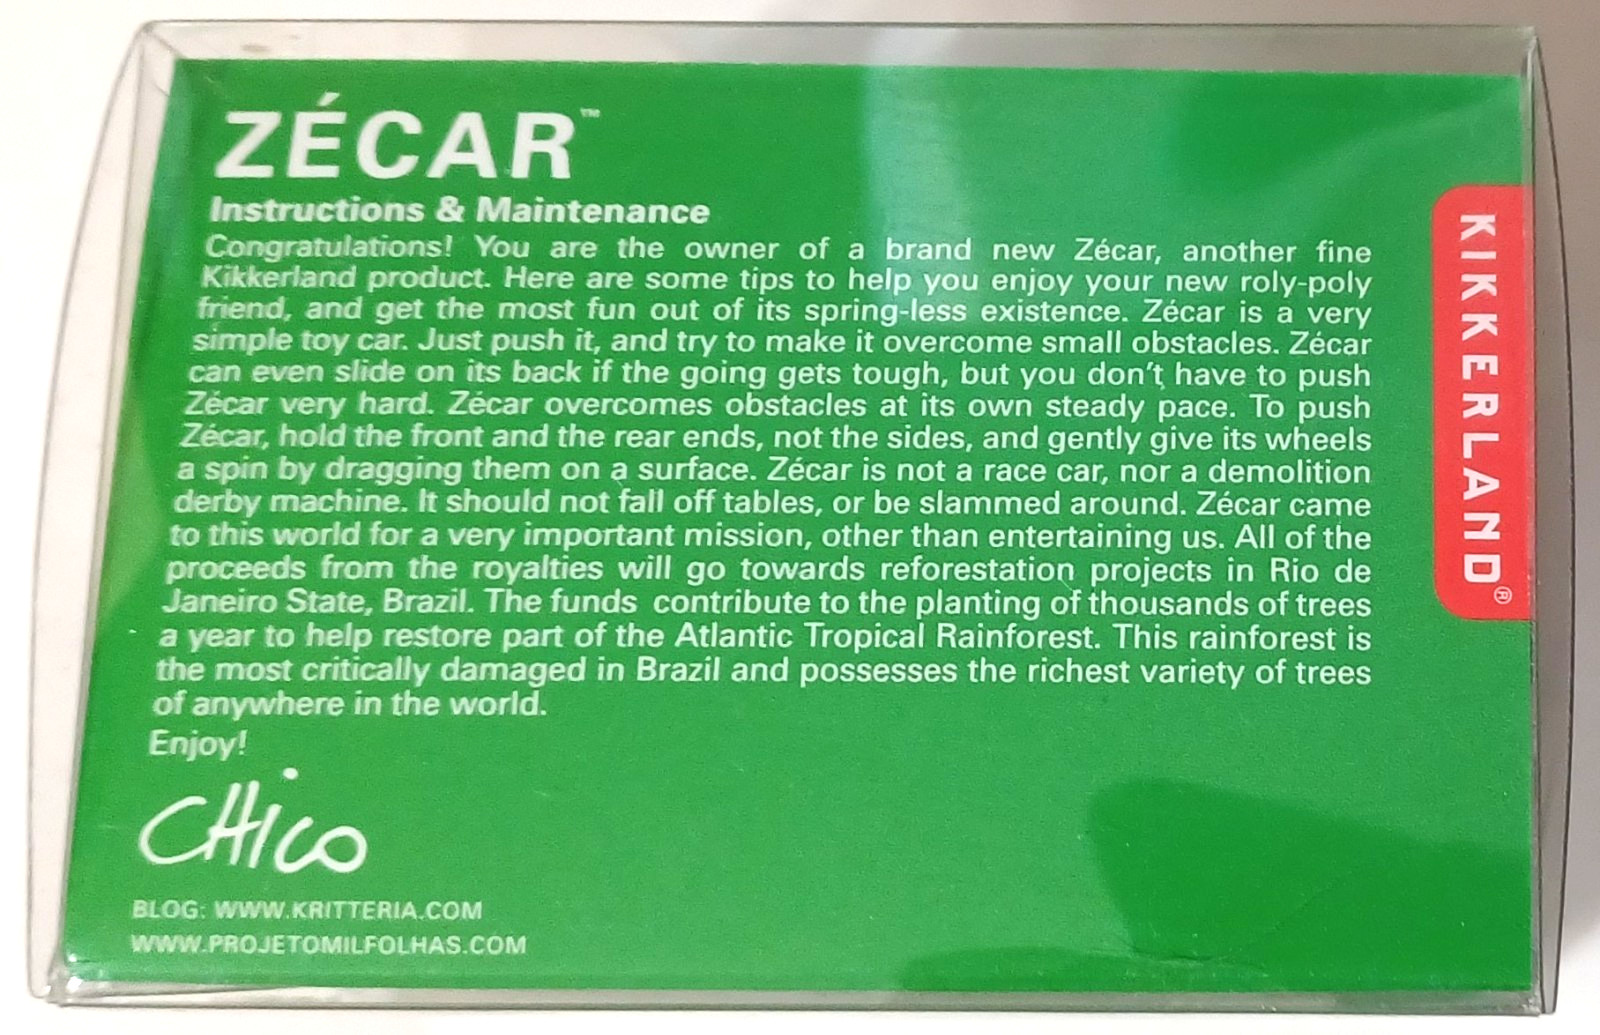 ZÉCAR™
Instructions & Maintenance
Congratulations! You are the owner of a brand new Zécar, another fine
Kikkerland product. Here are some tips to help you enjoy your new roly-poly
friend, and get the most fun out of its spring-less existence. Zécar is a very
simple toy car. Just push it, and try to make it overcome small obstacles. Zécar
can even slide on its back if the going gets tough, but you don't have to push
Zécar very hard. Zécar overcomes obstacles at its own steady pace. To push
Zécar, hold the front and the rear ends, not the sides, and gently give its wheels
a spin by dragging them on a surface. Zécar is not a race car, nor a demolition
derby machine. It should not fall off tables, or be slammed around. Zécar came
to this world for a very important mission, other than entertaining us. All of the
proceeds from the royalties will go towards reforestation projects in Rio de
Janeiro State, Brazil. The funds contribute to the planting of thousands of trees
a year to help restore part of the Atlantic Tropical Rainforest. This rainforest is
the most critically damaged in Brazil and possesses the richest variety of trees
of anywhere in the world.
Enjoy!
CHico
BLOG: WWW.KRITTERIA.COM
WWW.PROJETOMILFOLHAS.COM
KIKKERLAND®